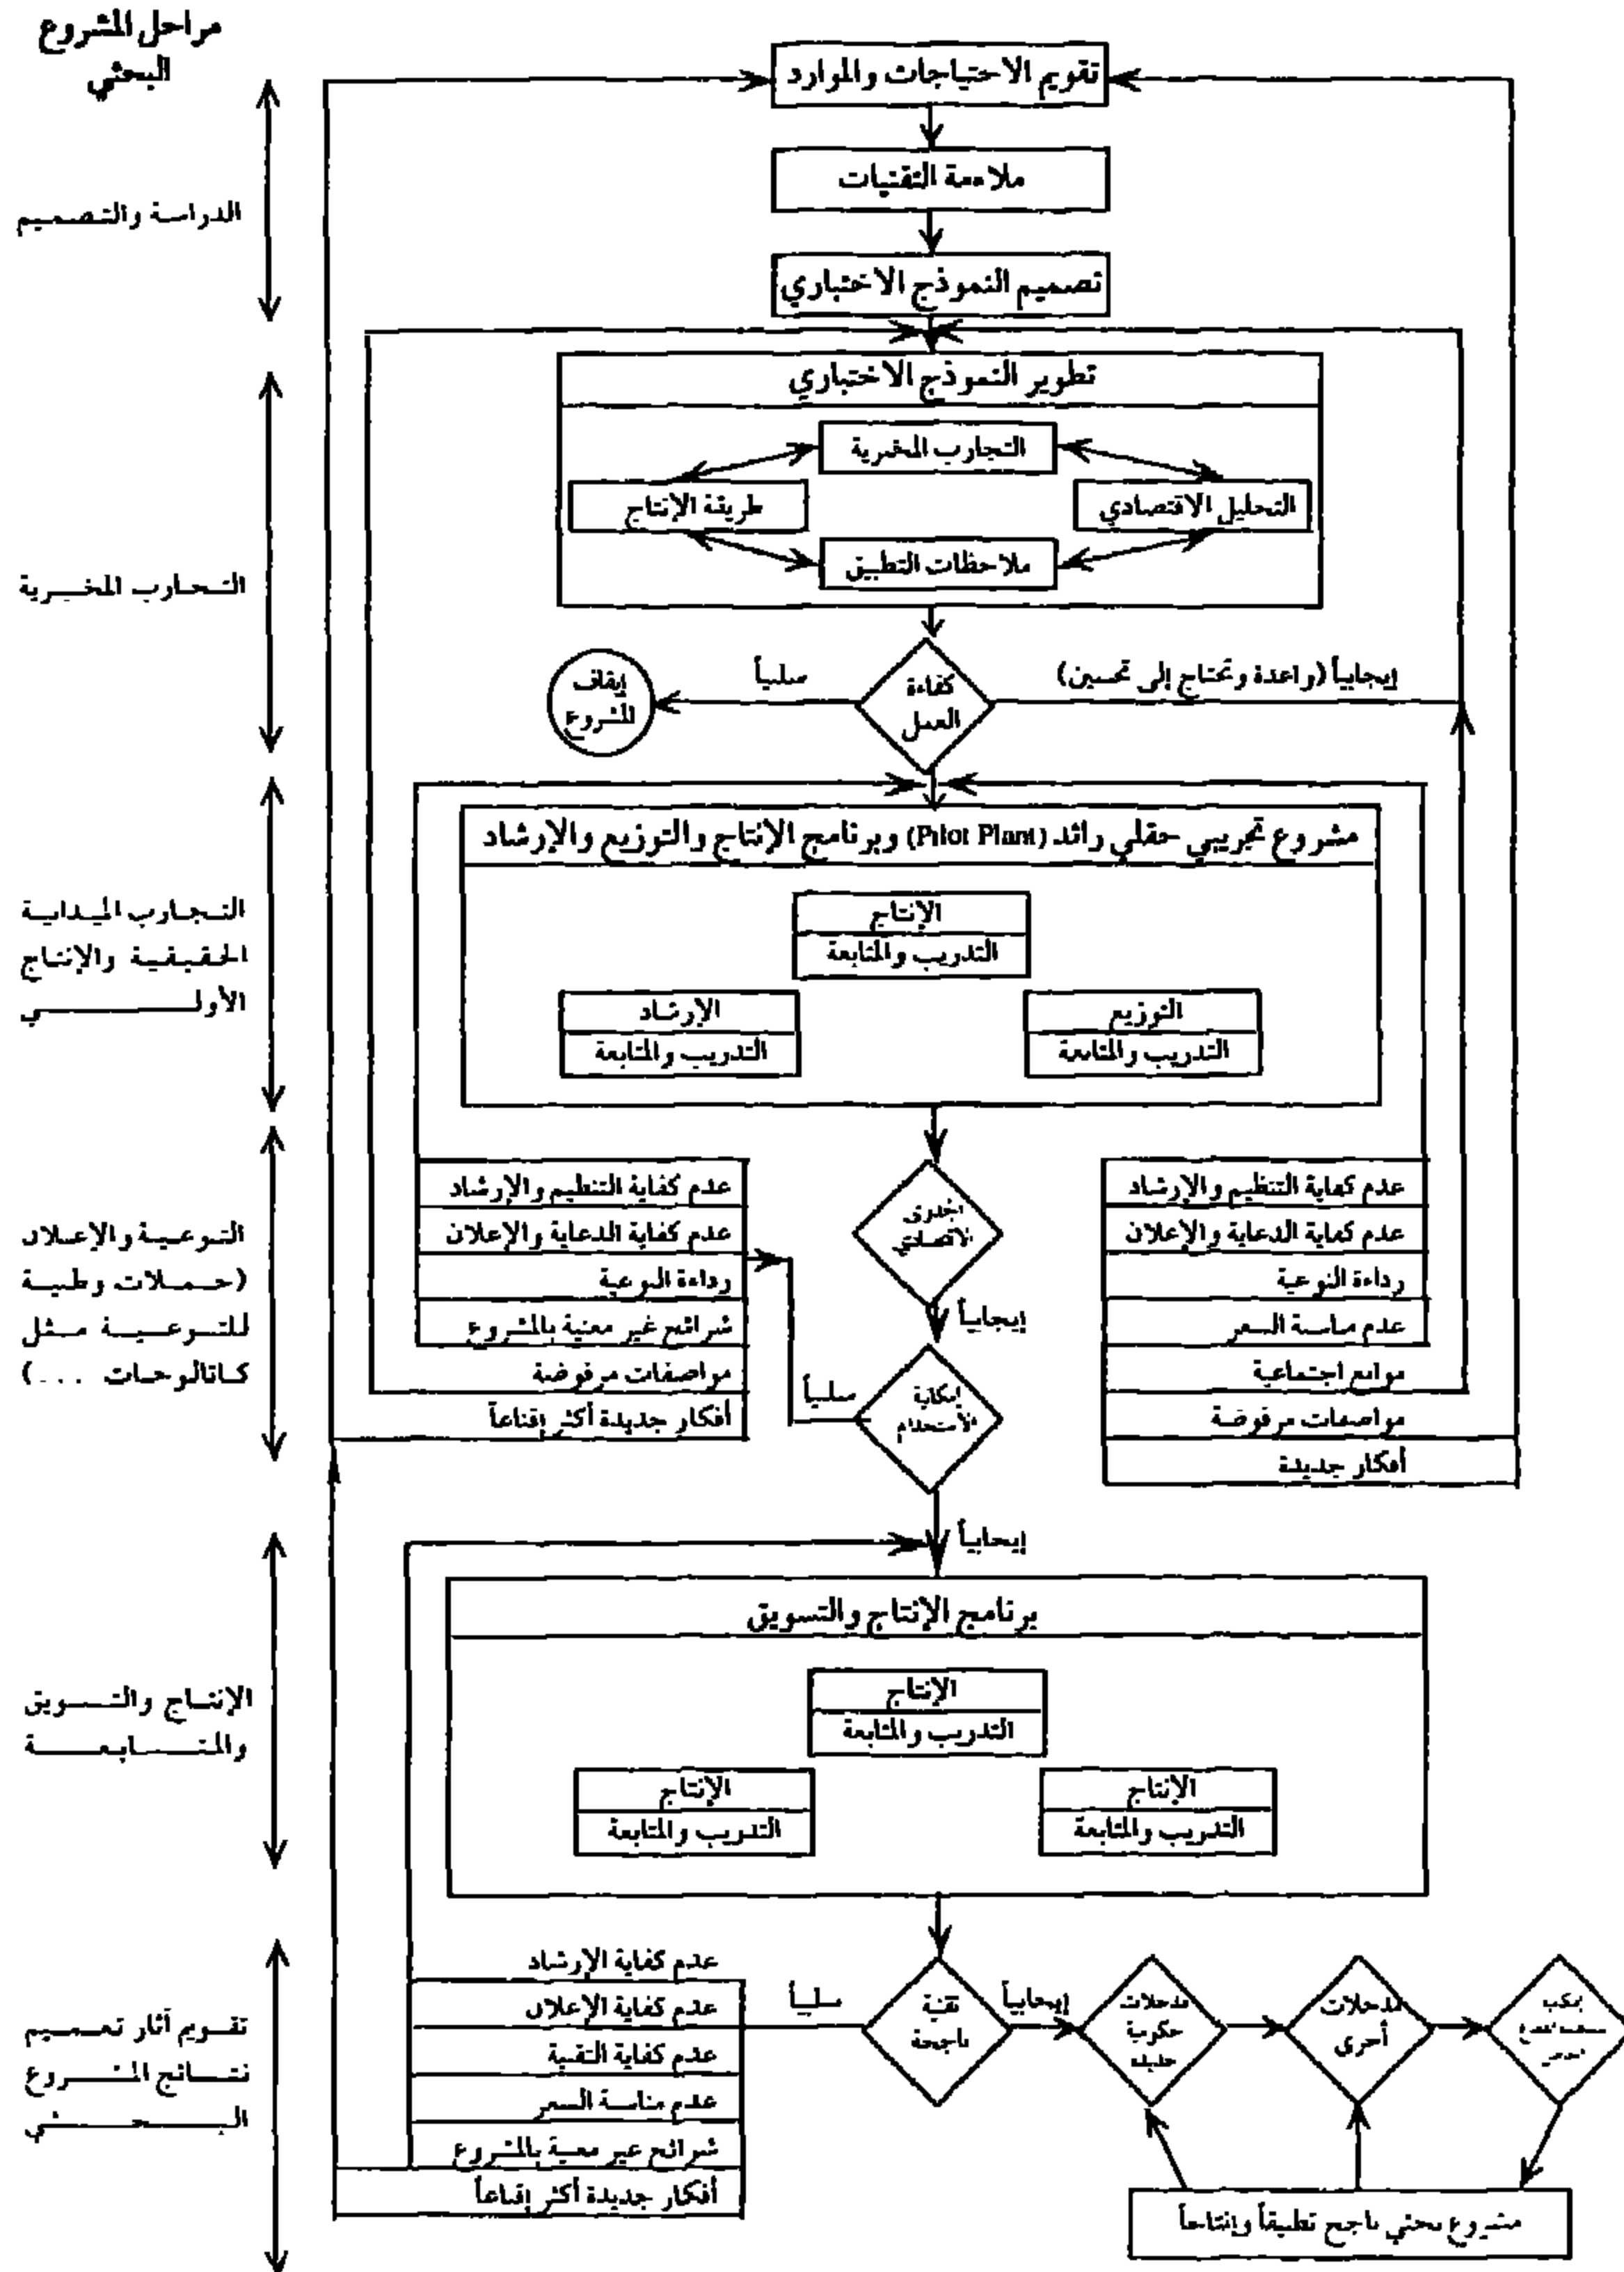 مراحل المشروع
البحثي
تقويم الاحتياجات والموارد
ملاءمة التقنيات
الدراسة والتصميم
تصميم النموذج الاختباري
تطوير النموذج الاختباري
التجارب المخبرية
التحليل الاقتصادي
طريقة الإنتاج
ملاحظات التطبيق
التجارب المخبرية
إيجابياً (واعدة وتحتاج إلى تحسين)
كفاءة
العمل
سلبياً
إيقاف
المشروع
مشروع تجريبي حقلي رائد (Pilot Plant) وبرنامج الإنتاج والتوزيع والإرشاد
الإنتاج
التدريب والمتابعة
التوزيع
التدريب والمتابعة
الإرشاد
التدريب والمتابعة
التجارب الميدانية
الحقيقية والإنتاج
الأولي
عدم كفاية التنظيم والإرشاد
عدم كفاية الدعاية والإعلان
رداءة النوعية
عدم مناسبة السعر
موانع اجتماعية
مواصفات مرفوضة
أفكار جديدة
الجدوى
الاقتصادي
إيجابياً
إمكانية
الاستخدام
سلبياً
إيجابياً
عدم كفاية التنظيم والإرشاد
عدم كفاية الدعاية والإعلان
رداءة النوعية
شرائح غير معنية بالمشروع
مواصفات مرفوضة
أفكار جديدة أكثر إقناعاً
التوعية والإعلان
(حملات وطنية
للتوعية مثل
كاتالوجات ...)
برنامج الإنتاج والتسويق
الإنتاج
التدريب والمتابعة
الإنتاج
التدريب والمتابعة
الإنتاج
التدريب والمتابعة
الإنتاج والتسويق
والمتابعة
تدخلات
أخرى
تدخلات
حكومية
جديدة
إيجابياً
تقنية
ناجحة
سلبياً
عدم كفاية الإرشاد
عدم كفاية الإعلان
عدم كفاية التقنية
عدم مناسبة السعر
شرائح غير معنية بالمشروع
أفكار جديدة أكثر إقناعاً
تقويم آثار تعميم
نتائج المشروع
البحثي
مشروع بحثي ناجح تطبيقاً وإنتاجاً